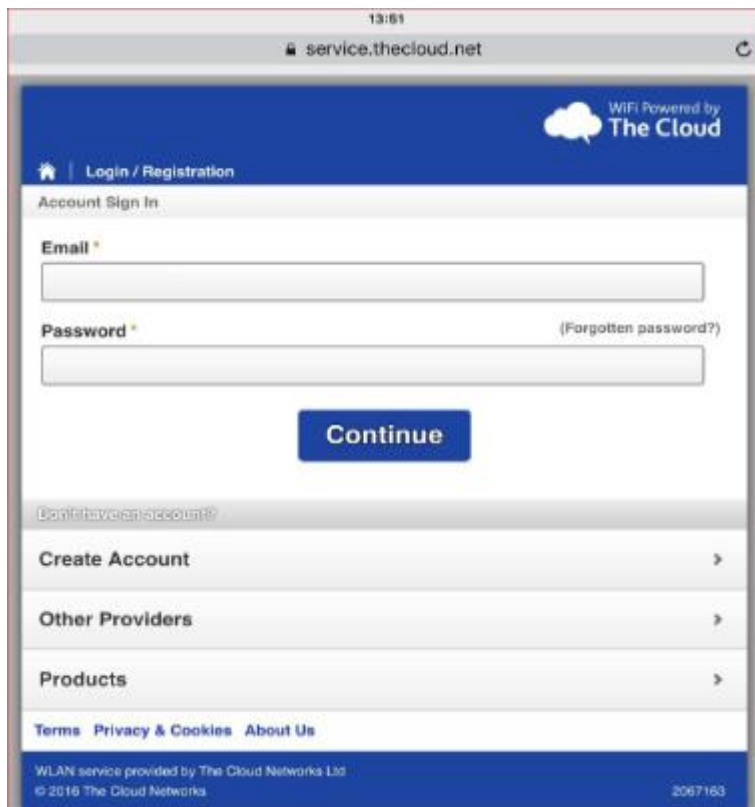 13:51
service.thecloud.net
WiFi Powered by
The Cloud
Login / Registration
Account Sign In
Email *
Password * (Forgotten password?)
Continue
Don't have an account?
Create Account
Other Providers
Products
Terms Privacy & Cookies About Us
WLAN service provided by The Cloud Networks Ltd
© 2016 The Cloud Networks 2067163